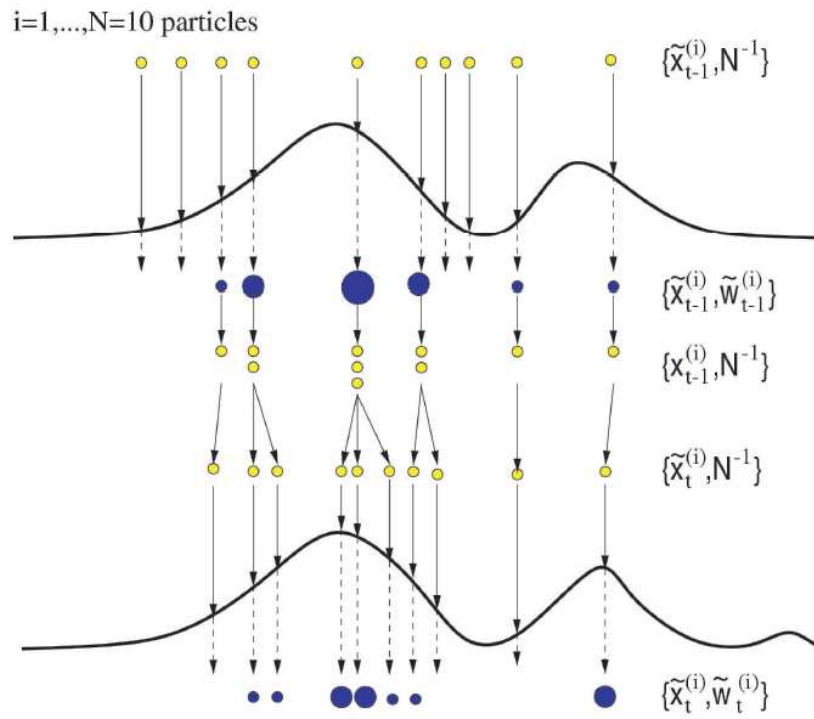 i=1,...,N=10 particles
{x̃_{t-1}^{(i)},N^{-1}}
{x̃_{t-1}^{(i)},w̃_{t-1}^{(i)}}
{x_{t-1}^{(i)},N^{-1}}
{x̃_t^{(i)},N^{-1}}
{x̃_t^{(i)},w̃_t^{(i)}}